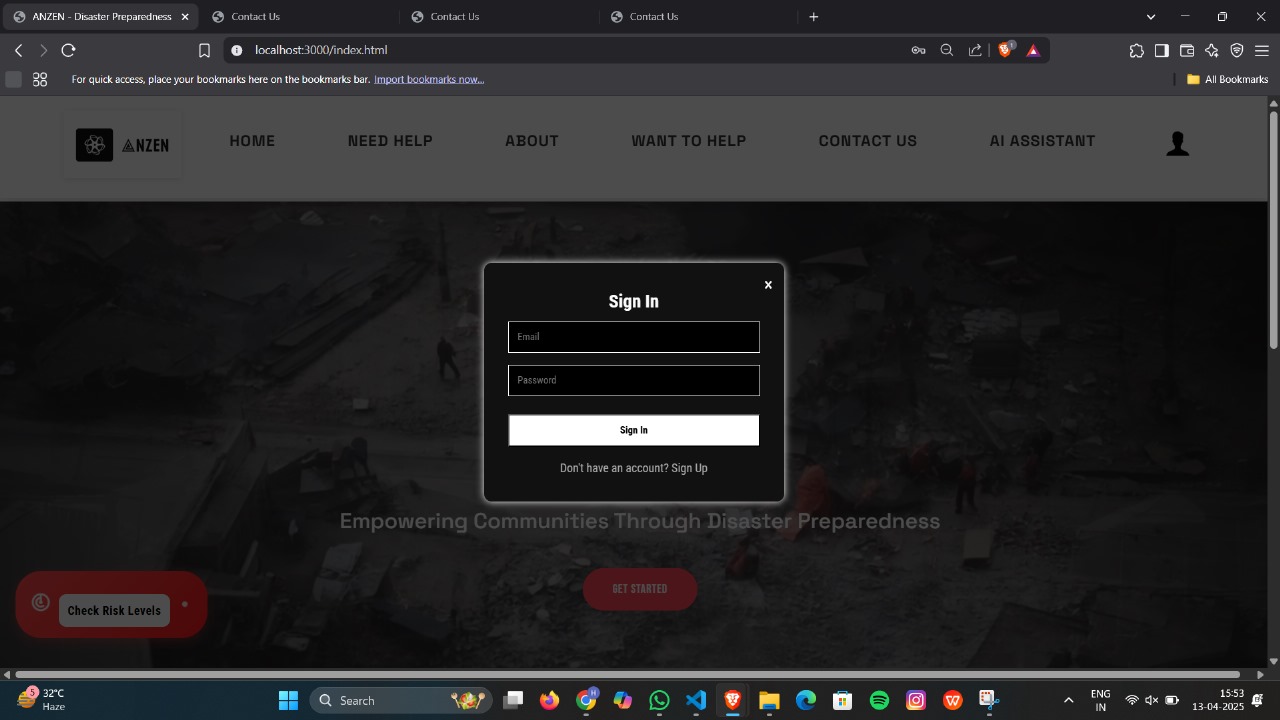 ANZEN - Disaster Preparedness
Contact Us
Contact Us
Contact Us
localhost:3000/index.html
1
For quick access, place your bookmarks here on the bookmarks bar. Import bookmarks now...
All Bookmarks
ANZEN
HOME
NEED HELP
ABOUT
WANT TO HELP
CONTACT US
AI ASSISTANT
x
Sign In
Email
Password
Sign In
Don't have an account? Sign Up
Empowering Communities Through Disaster Preparedness
GET STARTED
Check Risk Levels
5
32°C
Haze
Search
H
ENG
IN
15:53
13-04-2025